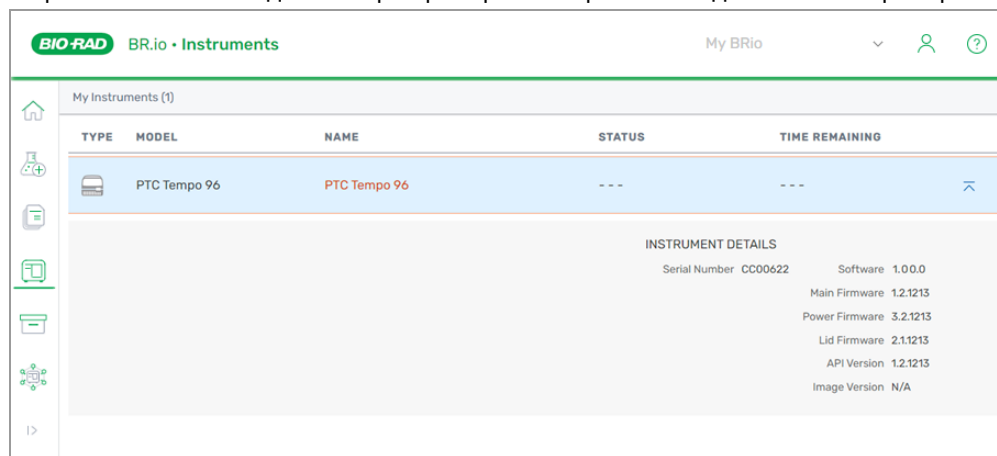 BIO-RAD BR.io • Instruments My BRio ?
My Instruments (1)
TYPE MODEL NAME STATUS TIME REMAINING
PTC Tempo 96 PTC Tempo 96 --- ---
INSTRUMENT DETAILS
Serial Number CC00622 Software 1.00.0
Main Firmware 1.2.1213
Power Firmware 3.2.1213
Lid Firmware 2.1.1213
API Version 1.2.1213
Image Version N/A